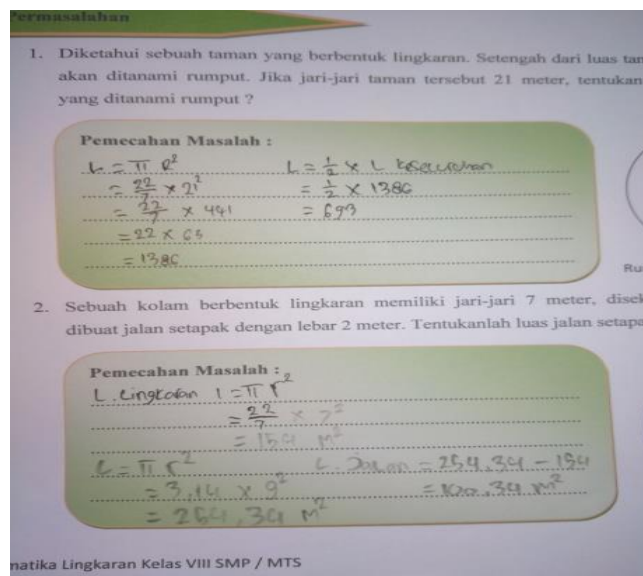 Permasalahan
1. Diketahui sebuah taman yang berbentuk lingkaran. Setengah dari luas
akan ditanami rumput. Jika jari-jari taman tersebut 21 meter, tentukan
yang ditanami rumput ?
Pemecahan Masalah :
L = π R²
= 22/7 × 21²
= 22/7 × 441
= 22 × 63
= 1386
L = 1/2 × L keseluruhan
= 1/2 × 1386
= 693
Ru
2. Sebuah kolam berbentuk lingkaran memiliki jari-jari 7 meter,
dibuat jalan setapak dengan lebar 2 meter. Tentukanlah luas jalan
Pemecahan Masalah :
L. Lingkaran 1 = π r²
= 22/7 × 7²
= 154 m²
L = π r²
= 3,14 × 9²
= 254,34 m²
L. Jalan = 254,34 - 154
= 100,34 m²
matika Lingkaran Kelas VIII SMP / MTS